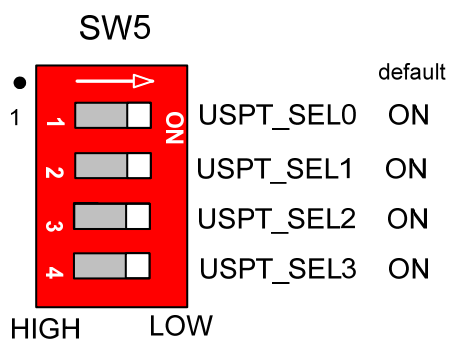 SW5
default
1 1 ON USPT_SEL0 ON
2 USPT_SEL1 ON
3 USPT_SEL2 ON
4 USPT_SEL3 ON
HIGH LOW